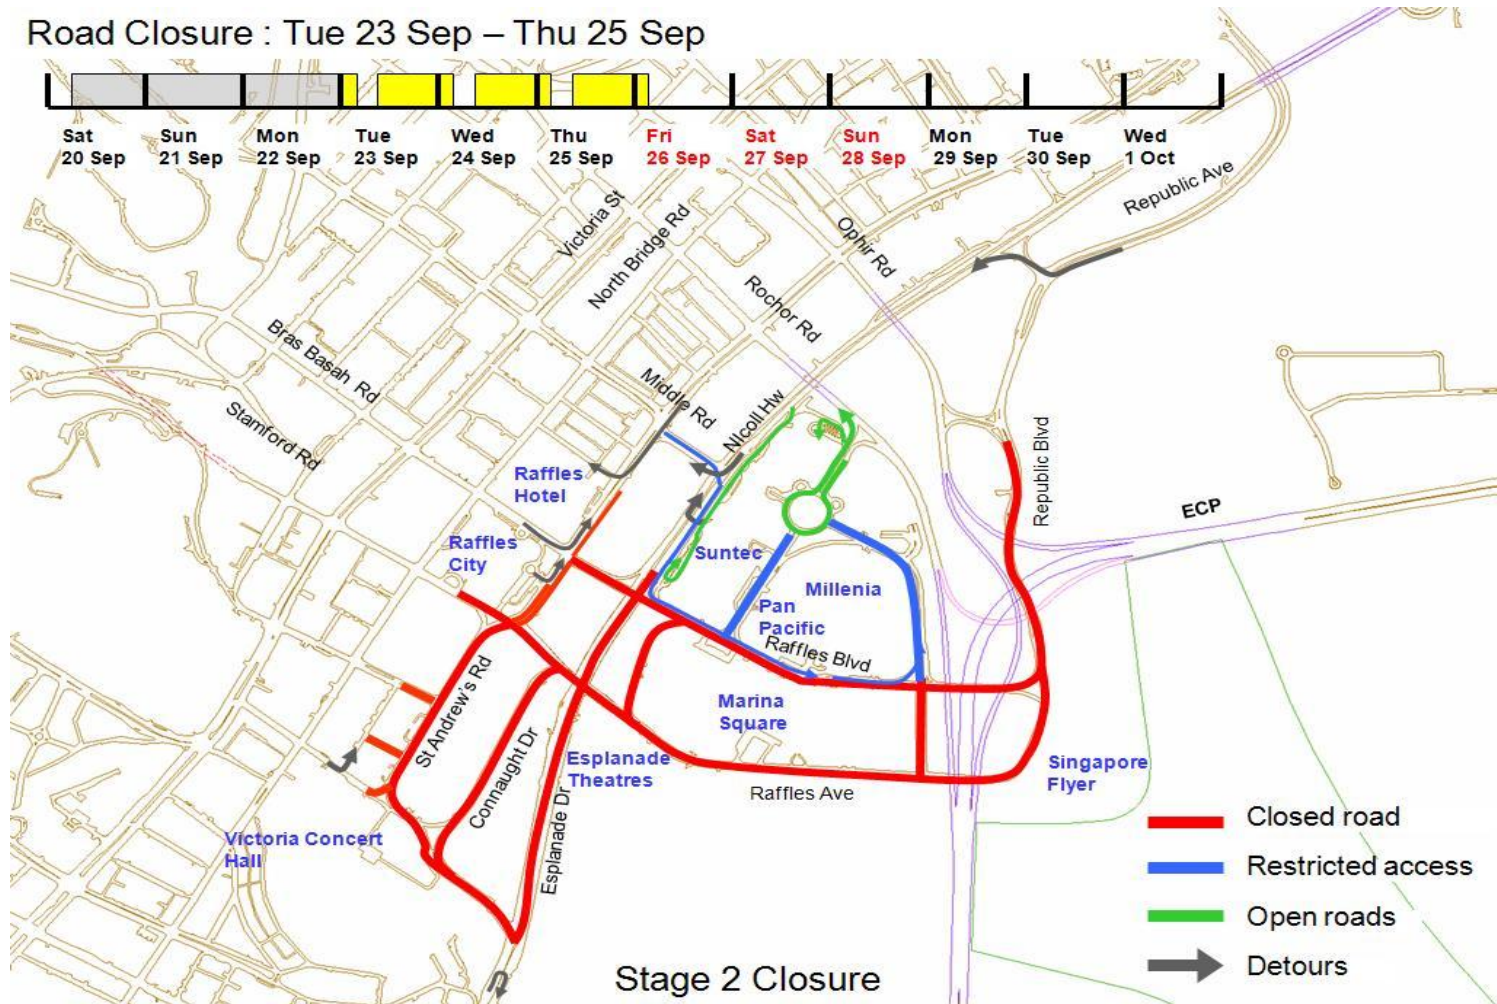 Road Closure : Tue 23 Sep – Thu 25 Sep
Sat
20 Sep
Sun
21 Sep
Mon
22 Sep
Tue
23 Sep
Wed
24 Sep
Thu
25 Sep
Fri
26 Sep
Sat
27 Sep
Sun
28 Sep
Mon
29 Sep
Tue
30 Sep
Wed
1 Oct
Republic Ave
Victoria St
North Bridge Rd
Ophir Rd
Rochor Rd
Bras Basah Rd
Stamford Rd
Middle Rd
Nicoll Hw
Raffles
Hotel
Raffles
City
Republic Blvd
ECP
Suntec
Millenia
Pan
Pacific
Raffles Blvd
Marina
Square
St Andrew's Rd
Connaught Dr
Esplanade
Theatres
Esplanade Dr
Raffles Ave
Singapore
Flyer
Victoria Concert
Hall
Closed road
Restricted access
Open roads
Detours
Stage 2 Closure